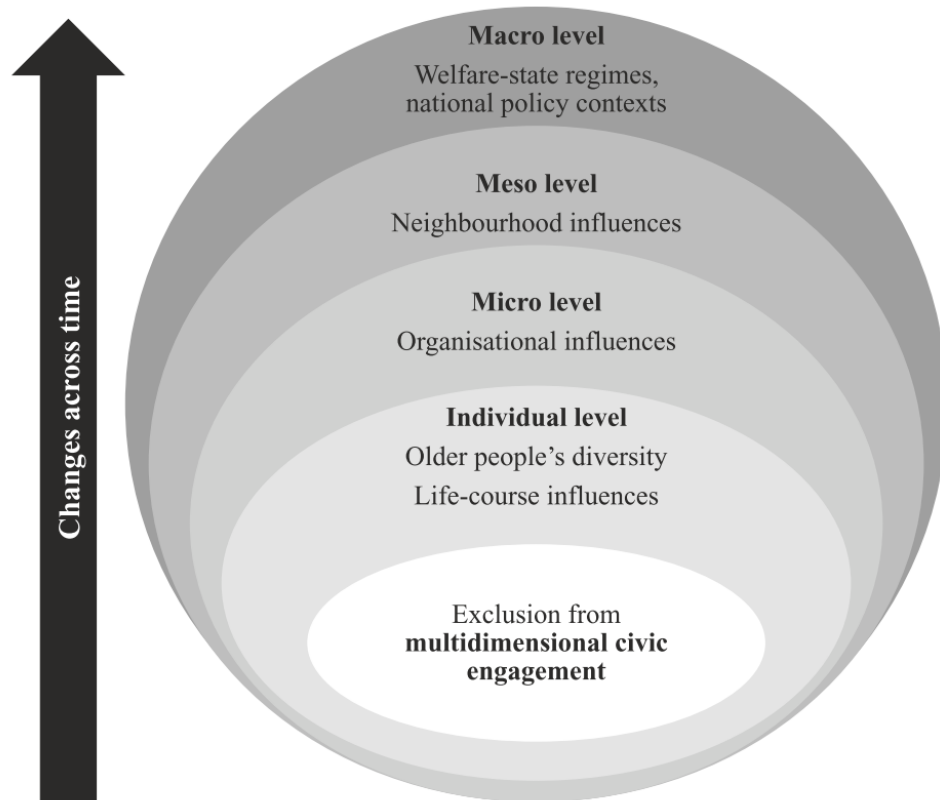 Macro level
Welfare-state regimes,
national policy contexts
Meso level
Neighbourhood influences
Micro level
Organisational influences
Individual level
Older people’s diversity
Life-course influences
Exclusion from
multidimensional civic
engagement
Changes across time